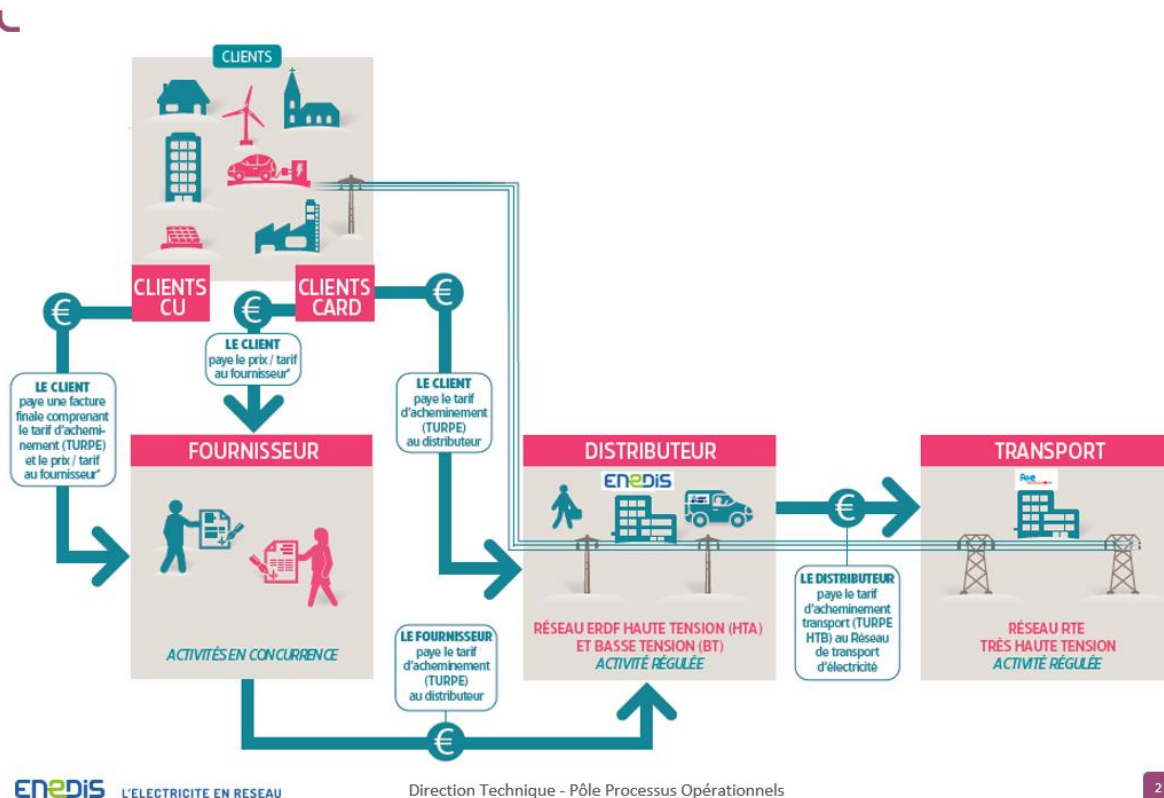 CLIENTS
CLIENTS
CU
CLIENTS
CARD
€
€
€
LE CLIENT
paye une facture
finale comprenant
le tarif d'achemi-
nement (TURPE)
et le prix / tarif
au fournisseur*
LE CLIENT
paye le prix / tarif
au fournisseur*
LE CLIENT
paye le tarif
d'acheminement
(TURPE)
au distributeur
FOURNISSEUR
ACTIVITÉS EN CONCURRENCE
DISTRIBUTEUR
ENEDIS
RÉSEAU ERDF HAUTE TENSION (HTA)
ET BASSE TENSION (BT)
ACTIVITÉ RÉGULÉE
€
LE DISTRIBUTEUR
paye le tarif
d'acheminement
transport (TURPE
HTB) au Réseau
de transport
d'électricité
TRANSPORT
RÉSEAU RTE
TRÈS HAUTE TENSION
ACTIVITÉ RÉGULÉE
LE FOURNISSEUR
paye le tarif
d'acheminement
(TURPE)
au distributeur
€
ENEDIS L'ELECTRICITE EN RESEAU
Direction Technique - Pôle Processus Opérationnels
2